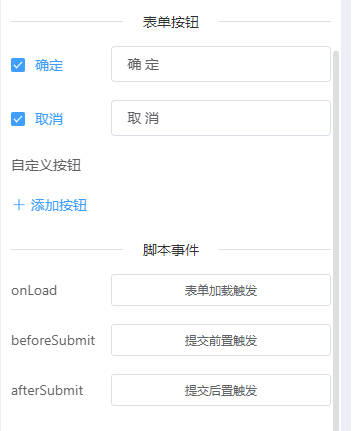 表单按钮
确定 确 定
取消 取 消
自定义按钮
添加按钮
脚本事件
onLoad 表单加载触发
beforeSubmit 提交前置触发
afterSubmit 提交后置触发